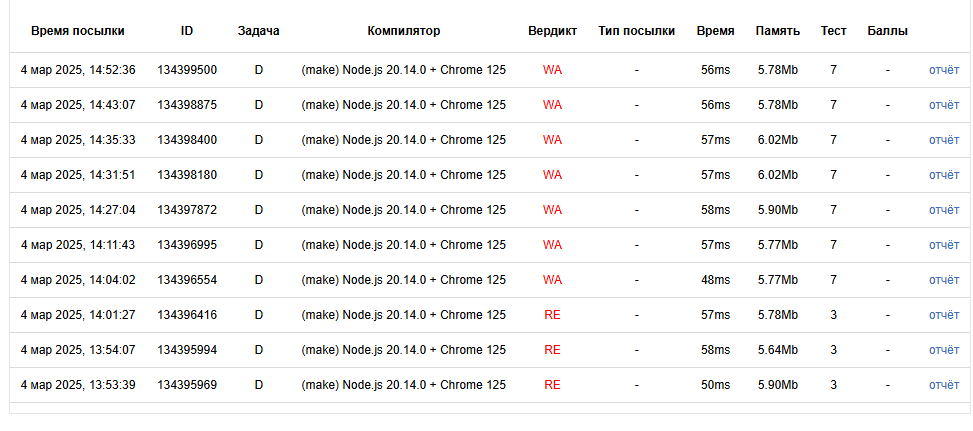 Время посылки ID Задача Компилятор Вердикт Тип посылки Время Память Тест Баллы
4 мар 2025, 14:52:36 134399500 D (make) Node.js 20.14.0 + Chrome 125 WA - 56ms 5.78Mb 7 - отчёт
4 мар 2025, 14:43:07 134398875 D (make) Node.js 20.14.0 + Chrome 125 WA - 56ms 5.78Mb 7 - отчёт
4 мар 2025, 14:35:33 134398400 D (make) Node.js 20.14.0 + Chrome 125 WA - 57ms 6.02Mb 7 - отчёт
4 мар 2025, 14:31:51 134398180 D (make) Node.js 20.14.0 + Chrome 125 WA - 57ms 6.02Mb 7 - отчёт
4 мар 2025, 14:27:04 134397872 D (make) Node.js 20.14.0 + Chrome 125 WA - 58ms 5.90Mb 7 - отчёт
4 мар 2025, 14:11:43 134396995 D (make) Node.js 20.14.0 + Chrome 125 WA - 57ms 5.77Mb 7 - отчёт
4 мар 2025, 14:04:02 134396554 D (make) Node.js 20.14.0 + Chrome 125 WA - 48ms 5.77Mb 7 - отчёт
4 мар 2025, 14:01:27 134396416 D (make) Node.js 20.14.0 + Chrome 125 RE - 57ms 5.78Mb 3 - отчёт
4 мар 2025, 13:54:07 134395994 D (make) Node.js 20.14.0 + Chrome 125 RE - 58ms 5.64Mb 3 - отчёт
4 мар 2025, 13:53:39 134395969 D (make) Node.js 20.14.0 + Chrome 125 RE - 50ms 5.90Mb 3 - отчёт